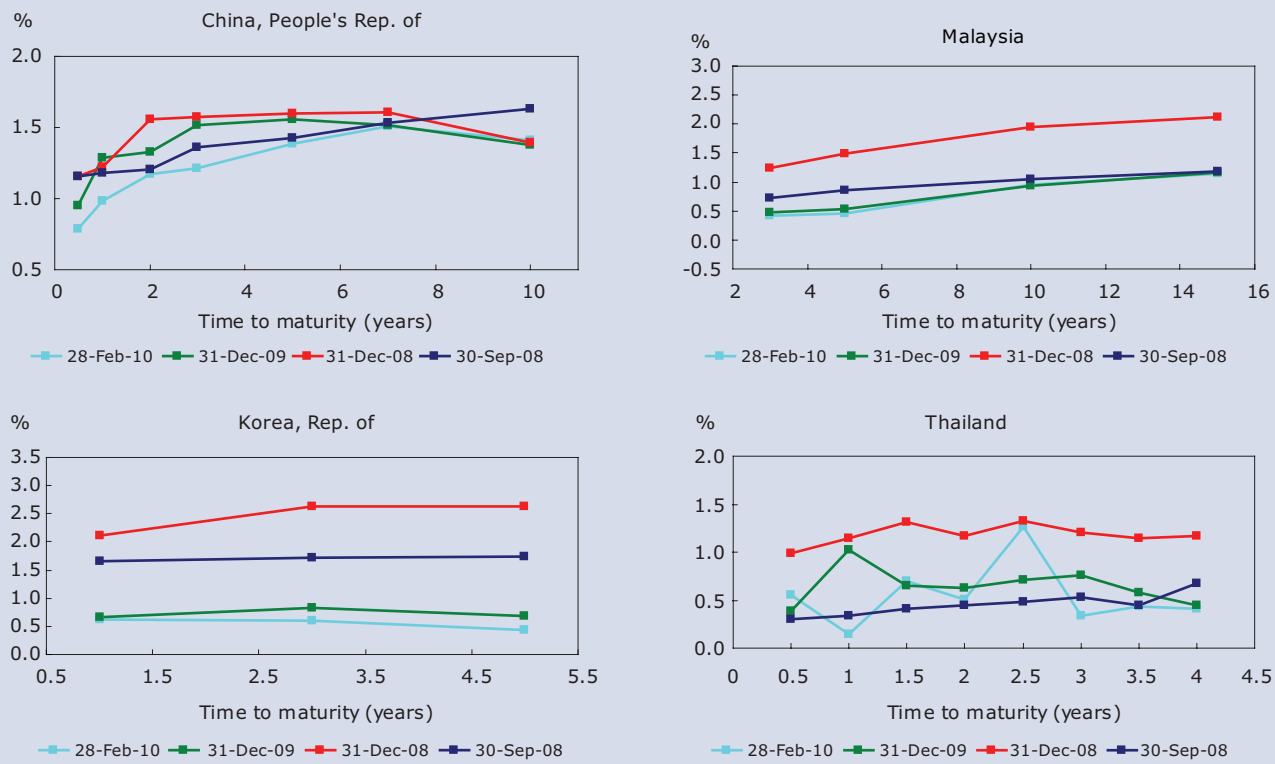 %
China, People's Rep. of
2.0
1.5
1.0
0.5
0 2 4 6 8 10
Time to maturity (years)
28-Feb-10 31-Dec-09 31-Dec-08 30-Sep-08
%
Malaysia
3.0
2.5
2.0
1.5
1.0
0.5
0.0
-0.5
2 4 6 8 10 12 14 16
Time to maturity (years)
28-Feb-10 31-Dec-09 31-Dec-08 30-Sep-08
%
Korea, Rep. of
3.5
3.0
2.5
2.0
1.5
1.0
0.5
0.0
0.5 1.5 2.5 3.5 4.5 5.5
Time to maturity (years)
28-Feb-10 31-Dec-09 31-Dec-08 30-Sep-08
%
Thailand
2.0
1.5
1.0
0.5
0.0
0 0.5 1 1.5 2 2.5 3 3.5 4 4.5
Time to maturity (years)
28-Feb-10 31-Dec-09 31-Dec-08 30-Sep-08